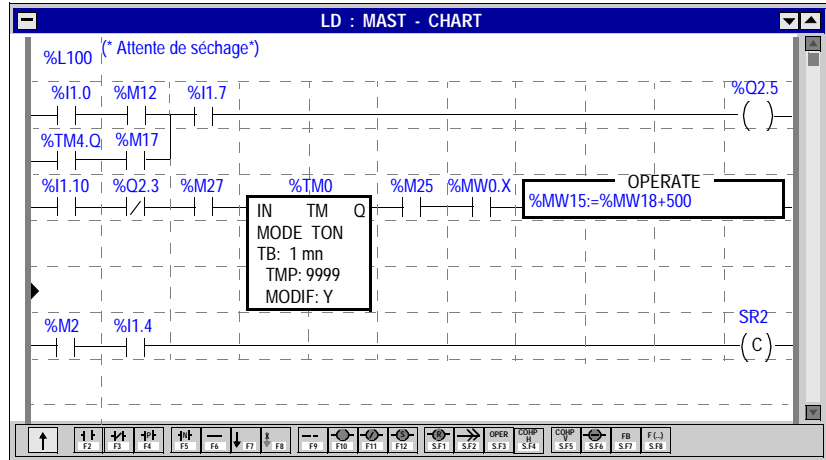 LD : MAST - CHART
%L100 (* Attente de séchage*)
%I1.0 %M12 %I1.7 %Q2.5
%TM4.Q %M17
%I1.10 %Q2.3 %M27 %TM0 %M25 %MW0.X OPERATE
IN TM Q %MW15:=%MW18+500
MODE TON
TB: 1 mn
TMP: 9999
MODIF: Y
%M2 %I1.4 SR2
C
P N S R OPER COHP H COHP V FB F (...)
F2 F3 F4 F5 F6 F7 F8 F9 F10 F11 F12 S.F1 S.F2 S.F3 S.F4 S.F5 S.F6 S.F7 S.F8